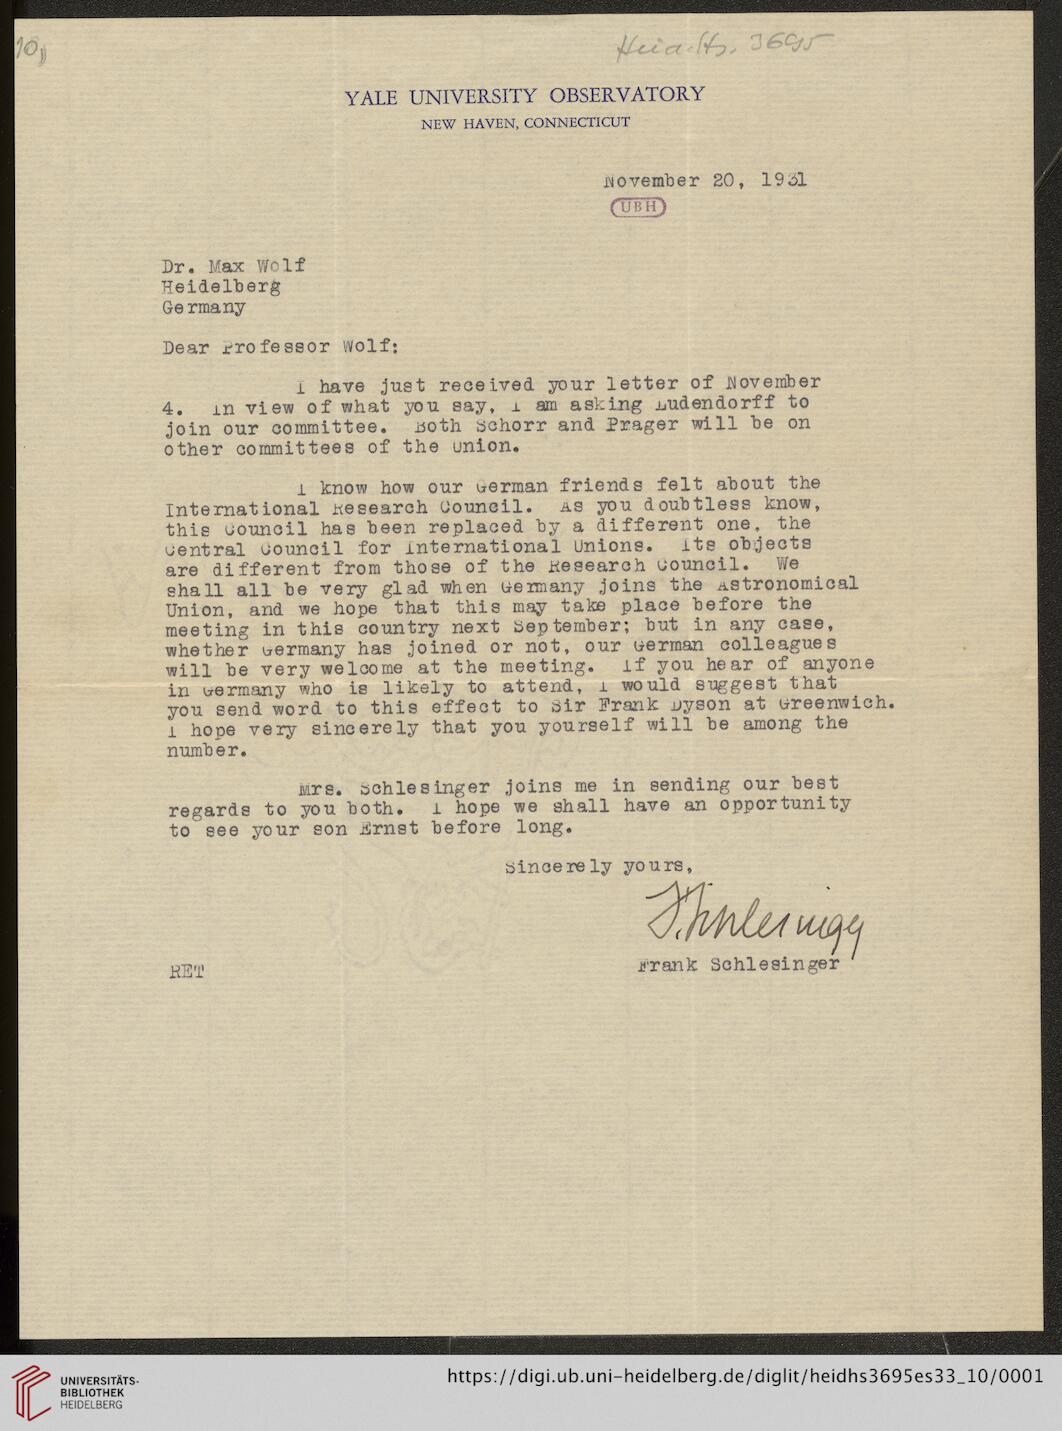 10)
Heid. Hs. 3695
YALE UNIVERSITY OBSERVATORY
NEW HAVEN, CONNECTICUT
November 20, 1931
UBH
Dr. Max Wolf
Heidelberg
Germany
Dear Professor Wolf:
I have just received your letter of November
4. In view of what you say, I am asking Ludendorff to
join our committee. Both Schorr and Prager will be on
other committees of the Union.
I know how our German friends felt about the
International Research Council. As you doubtless know,
this Council has been replaced by a different one, the
Central Council for International Unions. Its objects
are different from those of the Research Council. We
shall all be very glad when Germany joins the Astronomical
Union, and we hope that this may take place before the
meeting in this country next September; but in any case,
whether Germany has joined or not, our German colleagues
will be very welcome at the meeting. If you hear of anyone
in Germany who is likely to attend, I would suggest that
you send word to this effect to Sir Frank Dyson at Greenwich.
I hope very sincerely that you yourself will be among the
number.
Mrs. Schlesinger joins me in sending our best
regards to you both. I hope we shall have an opportunity
to see your son Ernst before long.
Sincerely yours,
F. Schlesinger
Frank Schlesinger
RET
UNIVERSITÄTS-
BIBLIOTHEK
HEIDELBERG
https://digi.ub.uni-heidelberg.de/diglit/heidhs3695es33_10/0001